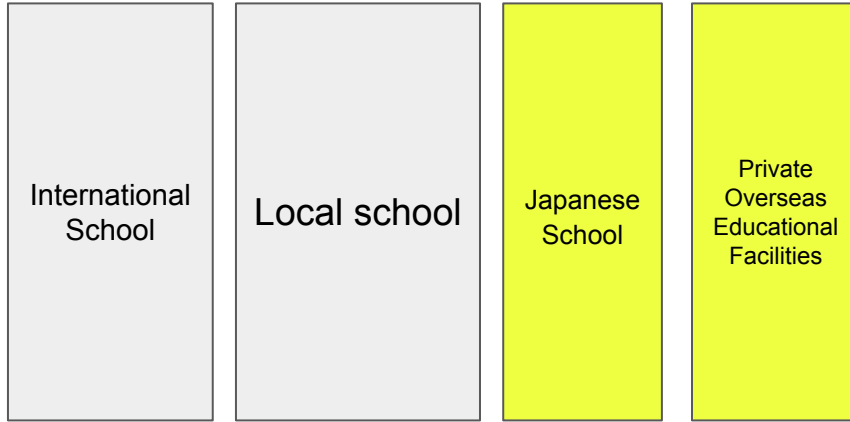 International
School
Local school
Japanese
School
Private
Overseas
Educational
Facilities